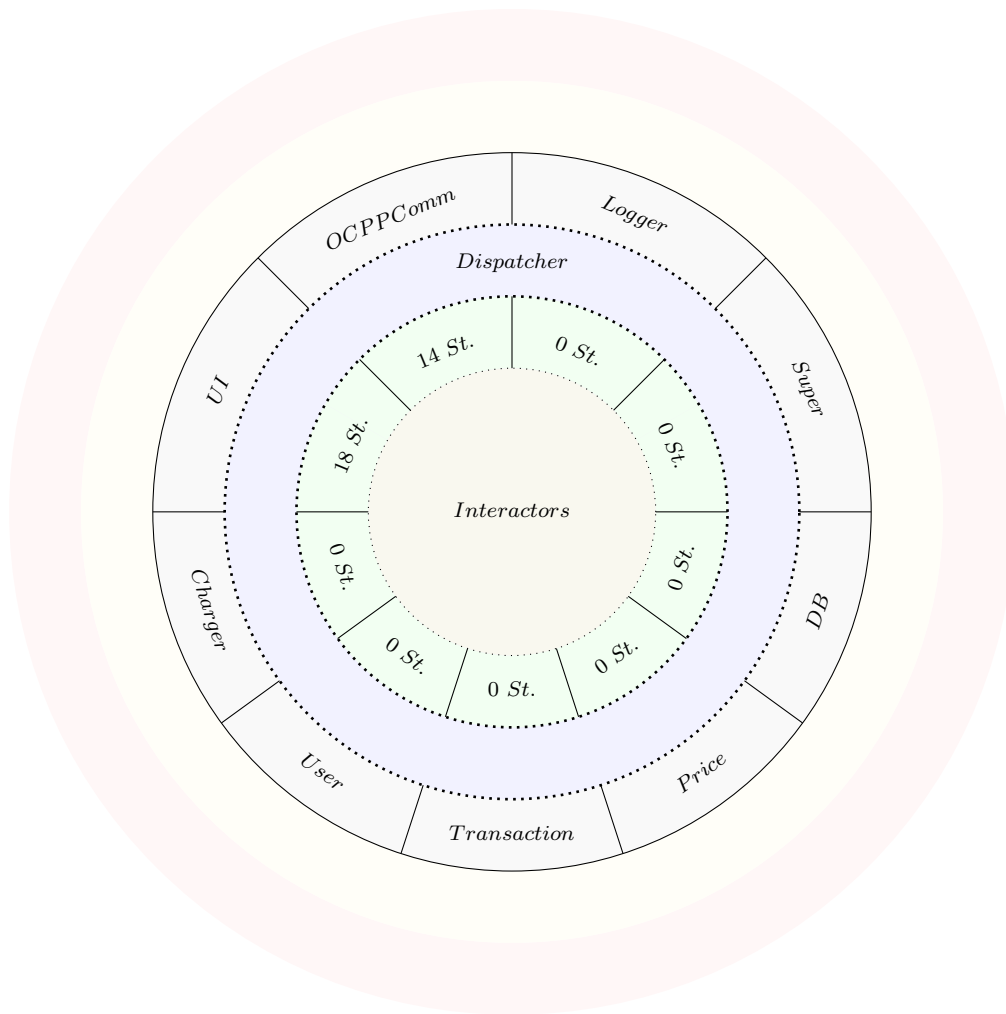 OCPPComm
Logger
Dispatcher
14 St.
0 St.
UI
Super
18 St.
0 St.
Interactors
0 St.
0 St.
Charger
DB
0 St.
0 St.
0 St.
User
Price
Transaction